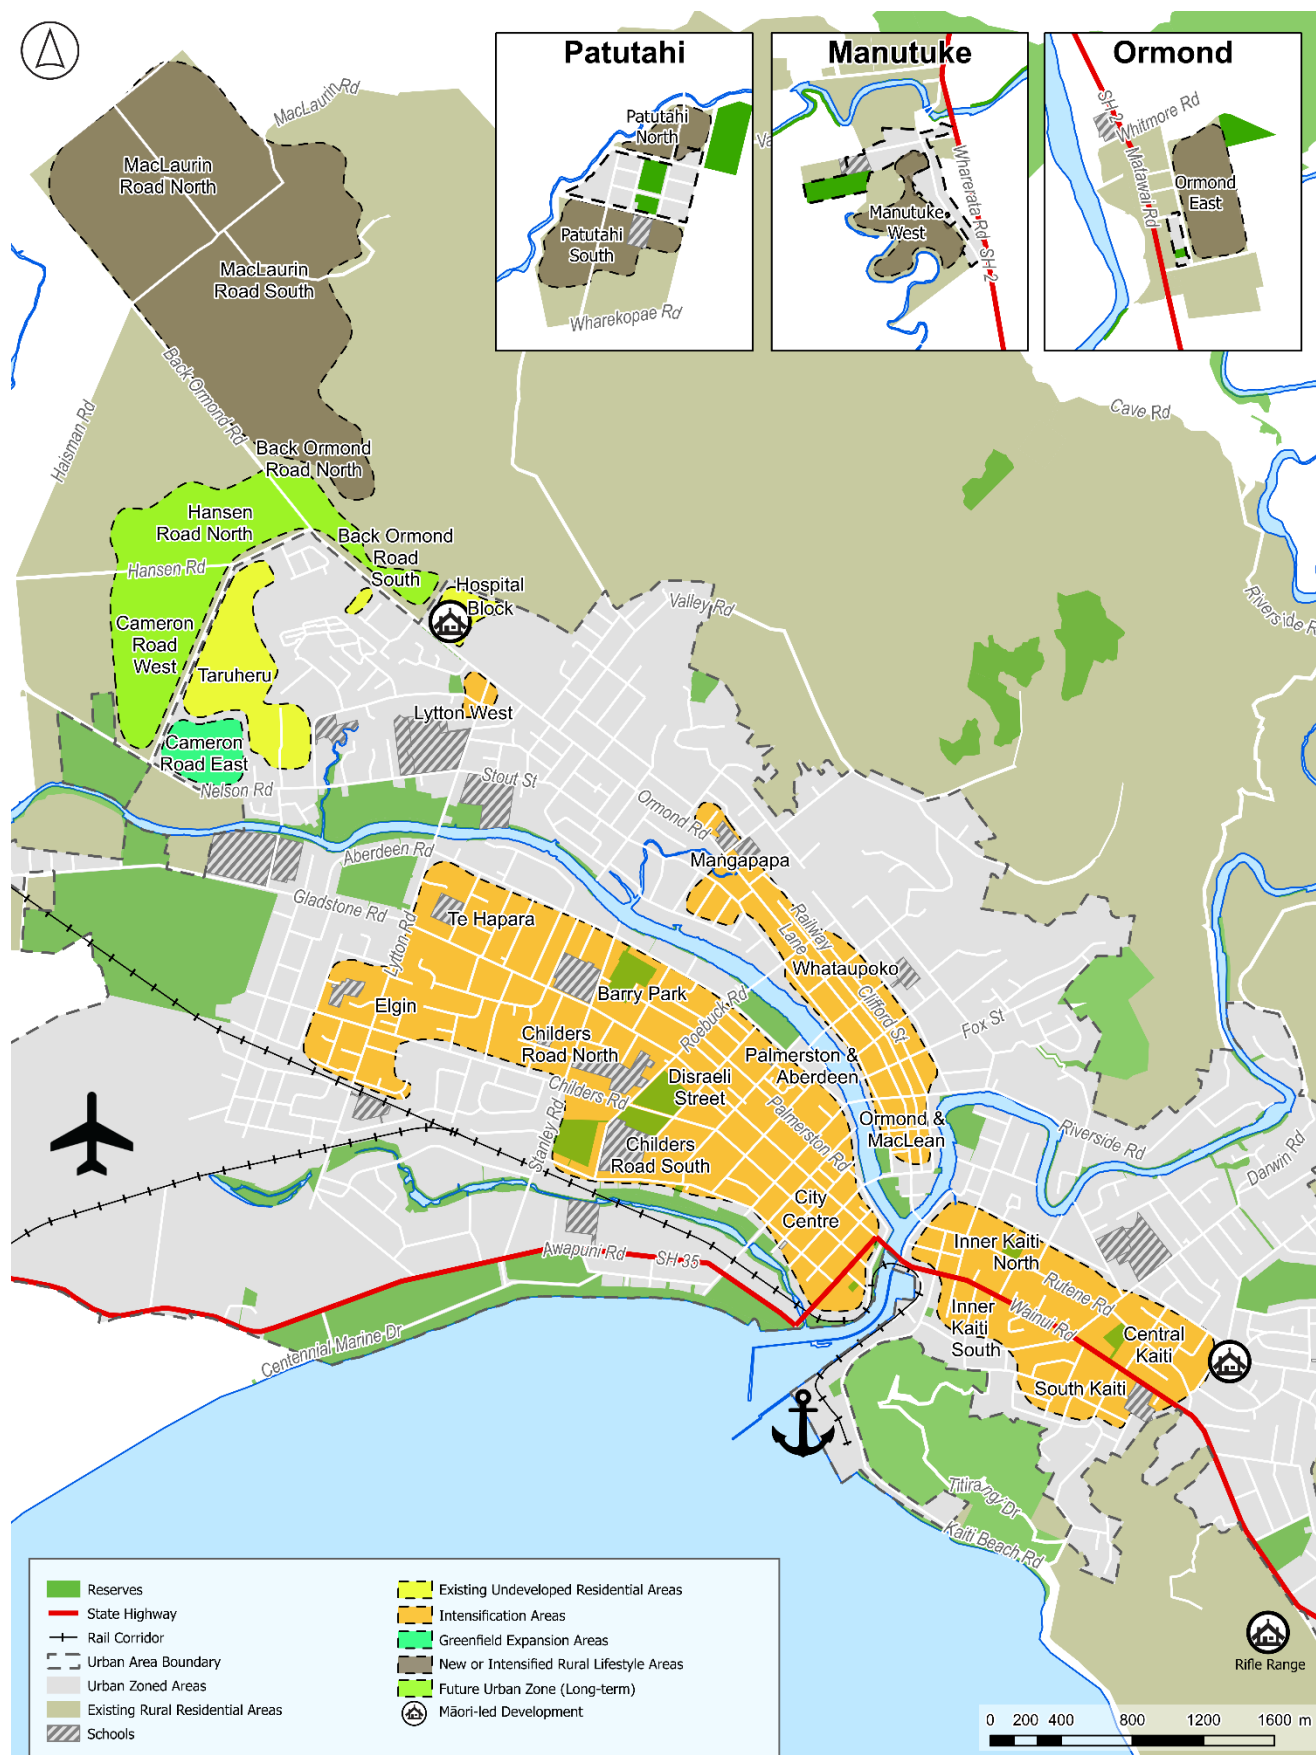 Patutahi
Manutuke
Ormond
Patutahi
North
Patutahi
South
Wharekopae Rd
Manutuke
West
Wharerata Rd
SH 2
SH 2
Whitmore Rd
Matawai Rd
Ormond
East
MacLaurin Rd
MacLaurin
Road North
MacLaurin
Road South
Back Ormond Rd
Haisman Rd
Cave Rd
Back Ormond
Road North
Hansen
Road North
Back Ormond
Road
South
Hansen Rd
Hospital
Block
Valley Rd
Riverside R
Cameron
Road
West
Taruheru
Lytton West
Cameron
Road East
Nelson Rd
Stout St
Ormond Rd
Aberdeen Rd
Mangapapa
Gladstone Rd
Te Hapara
Lytton Rd
Railway
Lane
Whataupoko
Barry Park
Elgin
Roebuck Rd
Clifford St
Fox St
Childers
Road North
Palmerston &
Aberdeen
Disraeli
Street
Childers Rd
Palmerston Rd
Ormond &
MacLean
Riverside Rd
Stanley Rd
Childers
Road South
Darwin Rd
City
Centre
Awapuni Rd
SH 35
Inner Kaiti
North
Rutene Rd
Centennial Marine Dr
Inner
Kaiti
South
Wainui Rd
Central
Kaiti
South Kaiti
Titirangi Dr
Kaiti Beach Rd
Rifle Range
Reserves
State Highway
Rail Corridor
Urban Area Boundary
Urban Zoned Areas
Existing Rural Residential Areas
Schools
Existing Undeveloped Residential Areas
Intensification Areas
Greenfield Expansion Areas
New or Intensified Rural Lifestyle Areas
Future Urban Zone (Long-term)
Māori-led Development
0 200 400 800 1200 1600 m